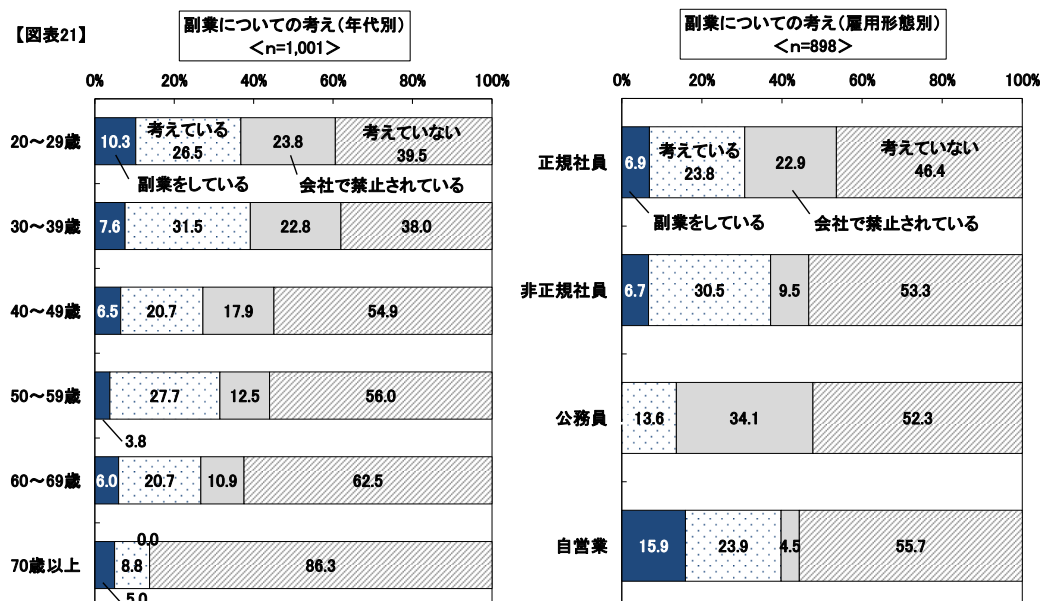 【図表21】
副業についての考え(年代別)
＜n=1,001＞
0% 20% 40% 60% 80% 100%
20～29歳 10.3 考えている 26.5 23.8 考えていない 39.5
副業をしている 会社で禁止されている
30～39歳 7.6 31.5 22.8 38.0
40～49歳 6.5 20.7 17.9 54.9
50～59歳 27.7 12.5 56.0
3.8
60～69歳 6.0 20.7 10.9 62.5
0.0
70歳以上 8.8 86.3
5.0
副業についての考え(雇用形態別)
＜n=898＞
0% 20% 40% 60% 80% 100%
正規社員 6.9 考えている 23.8 22.9 考えていない 46.4
副業をしている 会社で禁止されている
非正規社員 6.7 30.5 9.5 53.3
公務員 13.6 34.1 52.3
自営業 15.9 23.9 4.5 55.7